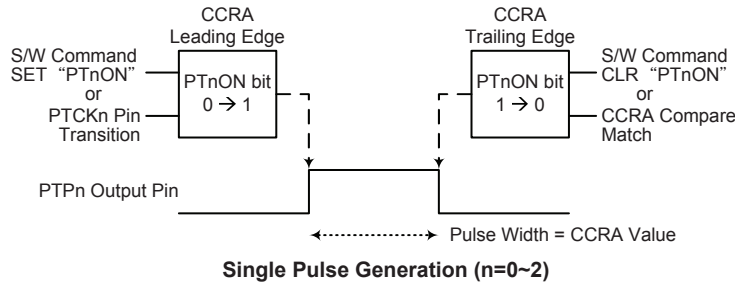 CCRA
Leading Edge
S/W Command
SET “PTnON”
or
PTCKn Pin
Transition
PTnON bit
0 → 1
CCRA
Trailing Edge
PTnON bit
1 → 0
S/W Command
CLR “PTnON”
or
CCRA Compare
Match
PTPn Output Pin
Pulse Width = CCRA Value
Single Pulse Generation (n=0~2)